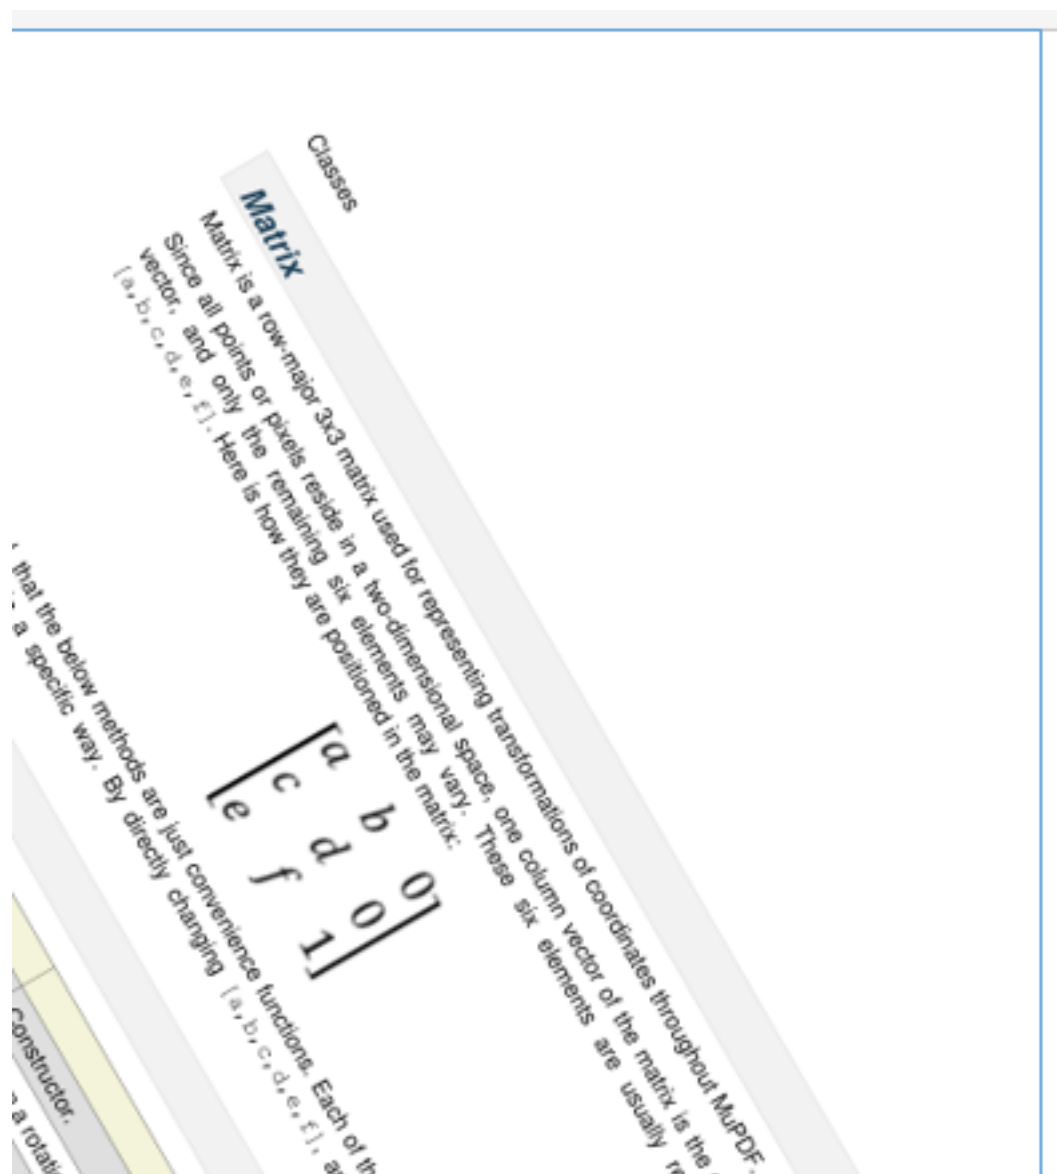 Classes
Matrix
Matrix is a row-major 3x3 matrix used for representing transformations of coordinates throughout MuPDF.
Since all points or pixels reside in a two-dimensional space, one column vector of the matrix is the
vector, and only the remaining six elements may vary. These six elements are usually
[a,b,c,d,e,f]. Here is how they are positioned in the matrix:
[a b 0]
c d 0
[e f 1]
that the below methods are just convenience functions. Each of
a specific way. By directly changing [a,b,c,d,e,f],
constructor.
a